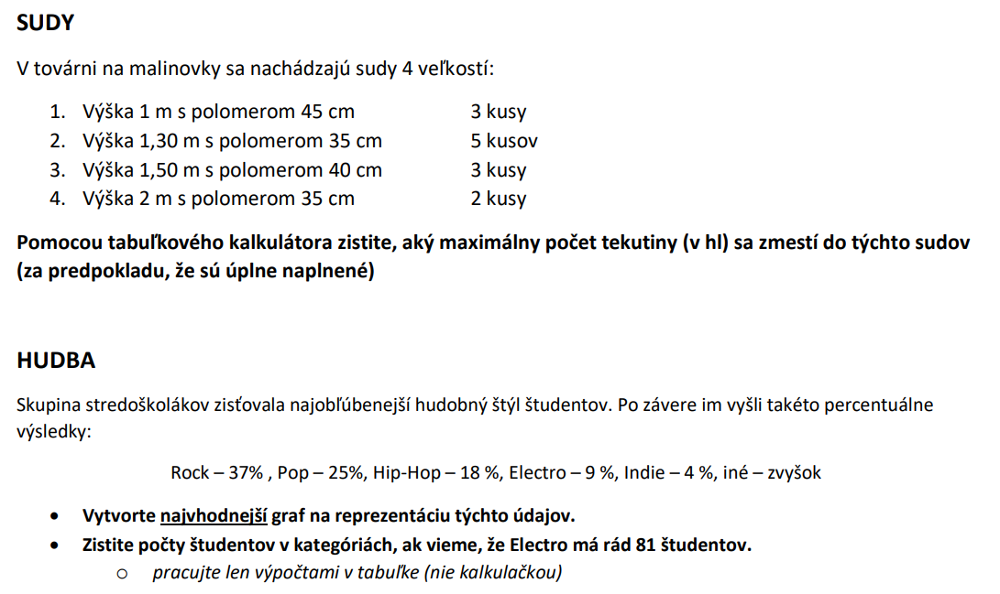 SUDY
V továrni na malinovky sa nachádzajú sudy 4 veľkostí:
1. Výška 1 m s polomerom 45 cm 3 kusy
2. Výška 1,30 m s polomerom 35 cm 5 kusov
3. Výška 1,50 m s polomerom 40 cm 3 kusy
4. Výška 2 m s polomerom 35 cm 2 kusy
Pomocou tabuľkového kalkulátora zistite, aký maximálny počet tekutiny (v hl) sa zmestí do týchto sudov
(za predpokladu, že sú úplne naplnené)
HUDBA
Skupina stredoškolákov zisťovala najobľúbenejší hudobný štýl študentov. Po závere im vyšli takéto percentuálne
výsledky:
Rock – 37% , Pop – 25%, Hip-Hop – 18 %, Electro – 9 %, Indie – 4 %, iné – zvyšok
• Vytvorte najvhodnejší graf na reprezentáciu týchto údajov.
• Zistite počty študentov v kategóriách, ak vieme, že Electro má rád 81 študentov.
o pracujte len výpočtami v tabuľke (nie kalkulačkou)